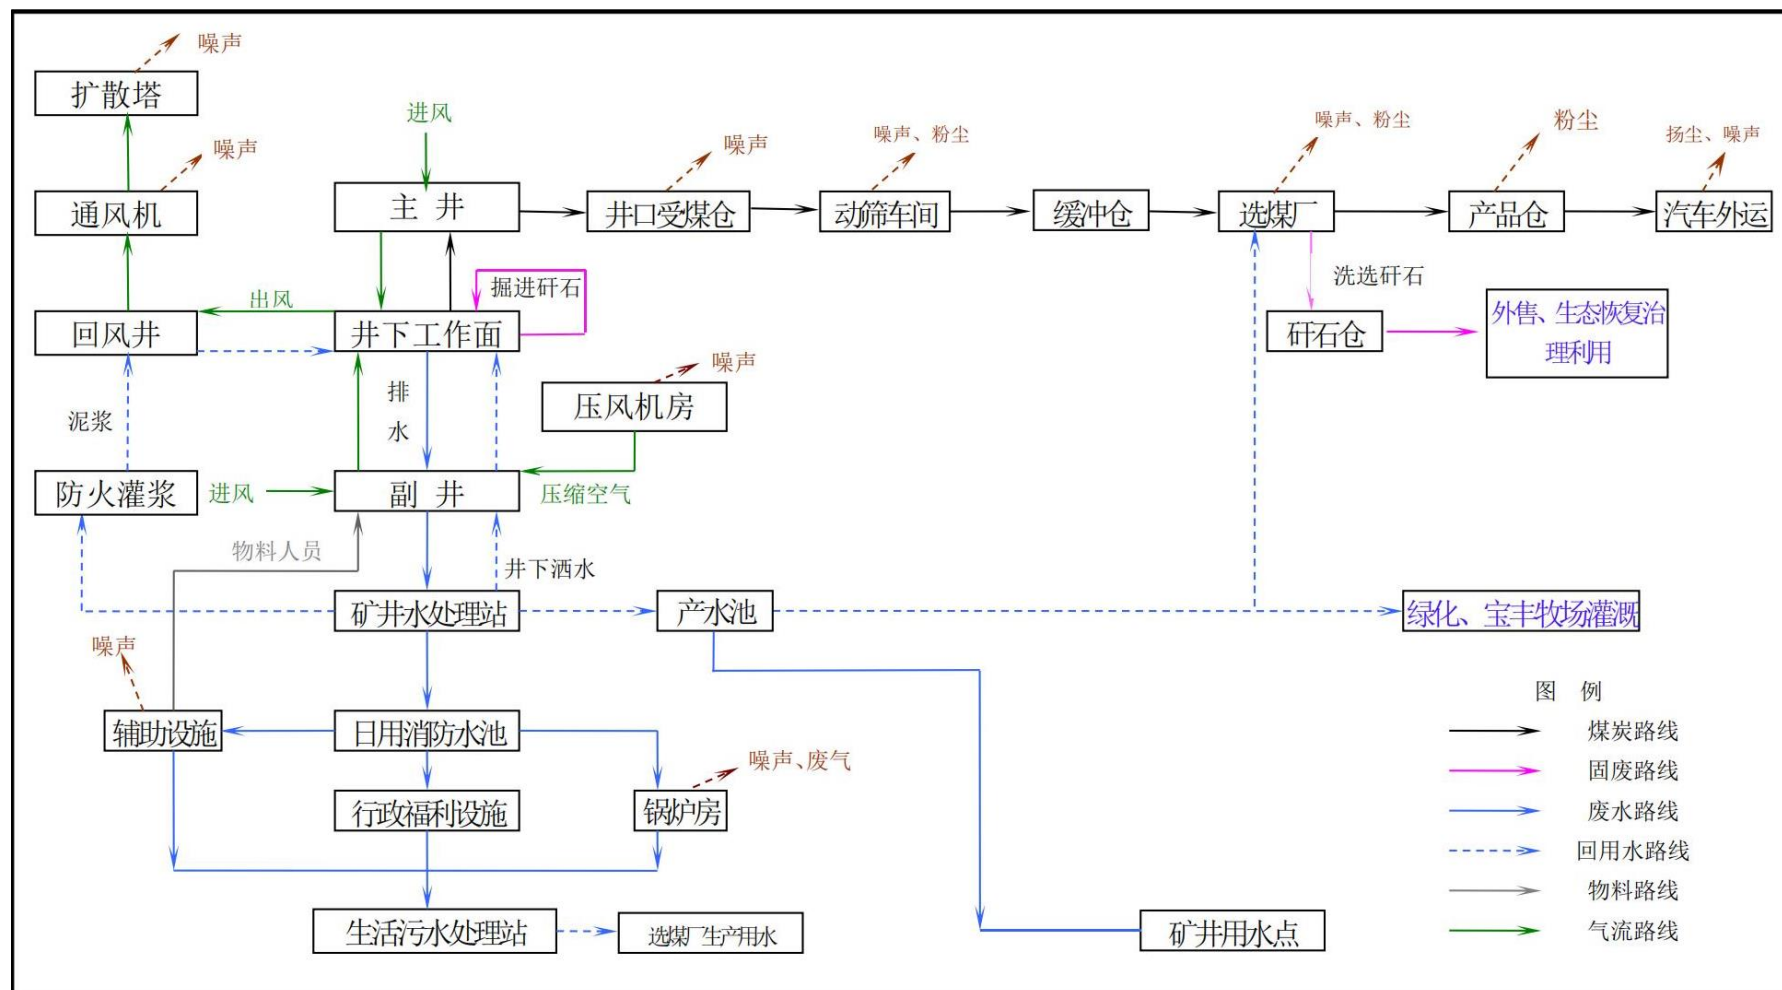 噪声
扩散塔
进风
噪声
噪声
噪声、粉尘
噪声、粉尘
粉尘
扬尘、噪声
通风机
主 井
井口受煤仓
动筛车间
缓冲仓
选煤厂
产品仓
汽车外运
掘进矸石
洗选矸石
出风
回风井
井下工作面
矸石仓
外售、生态恢复治
理利用
噪声
排
水
压风机房
泥浆
防火灌浆
进风
副 井
压缩空气
物料人员
井下洒水
矿井水处理站
产水池
绿化、宝丰牧场灌溉
噪声
图 例
辅助设施
日用消防水池
煤炭路线
噪声、废气
固废路线
行政福利设施
锅炉房
废水路线
回用水路线
物料路线
生活污水处理站
选煤厂生产用水
矿井用水点
气流路线